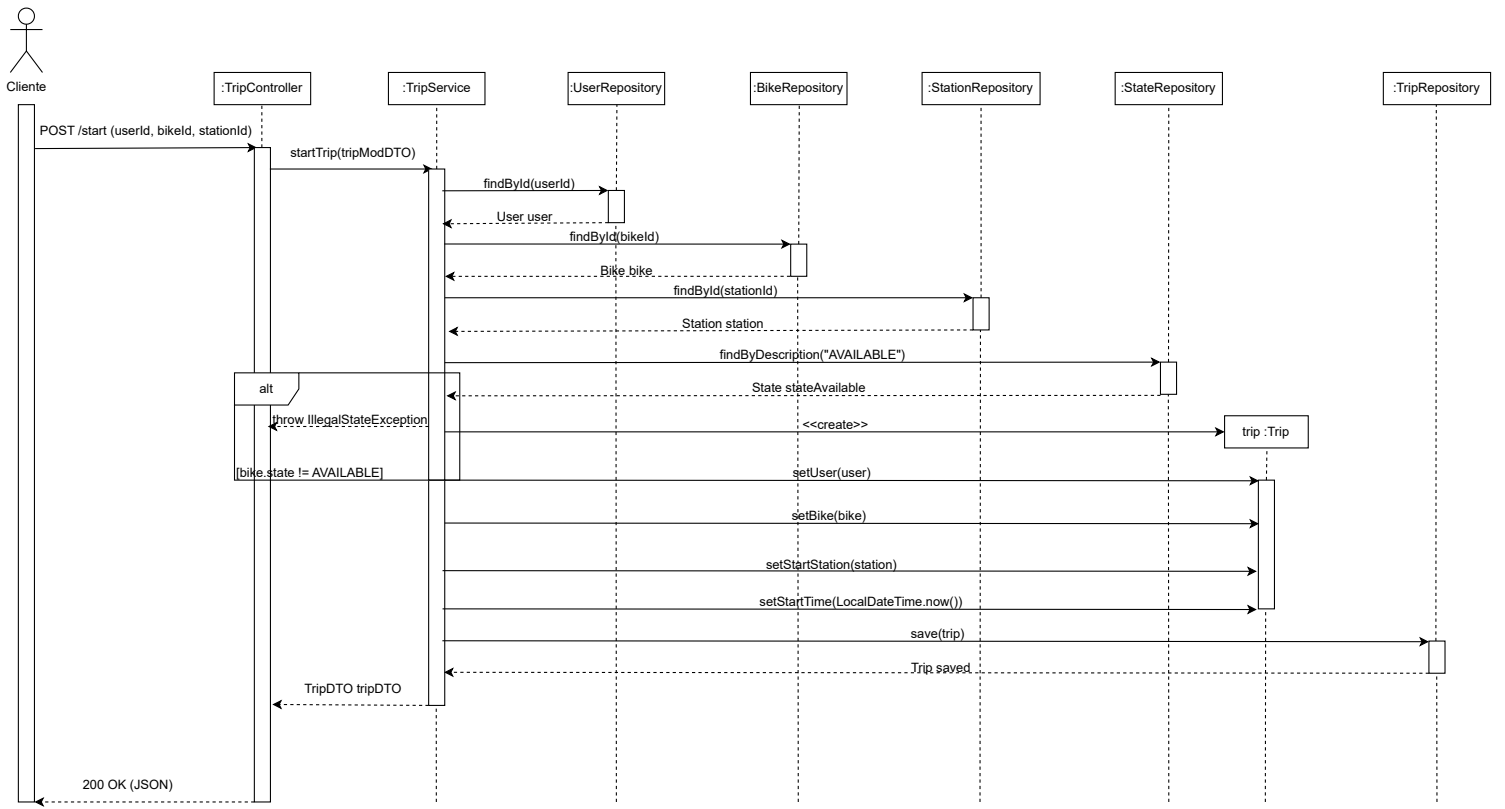 Cliente
:TripController
:TripService
:UserRepository
:BikeRepository
:StationRepository
:StateRepository
:TripRepository
POST /start (userId, bikeId, stationId)
startTrip(tripModDTO)
findById(userId)
User user
findById(bikeId)
Bike bike
findById(stationId)
Station station
findByDescription("AVAILABLE")
alt
State stateAvailable
throw IllegalStateException
<<create>>
trip :Trip
[bike.state != AVAILABLE]
setUser(user)
setBike(bike)
setStartStation(station)
setStartTime(LocalDateTime.now())
save(trip)
Trip saved
TripDTO tripDTO
200 OK (JSON)